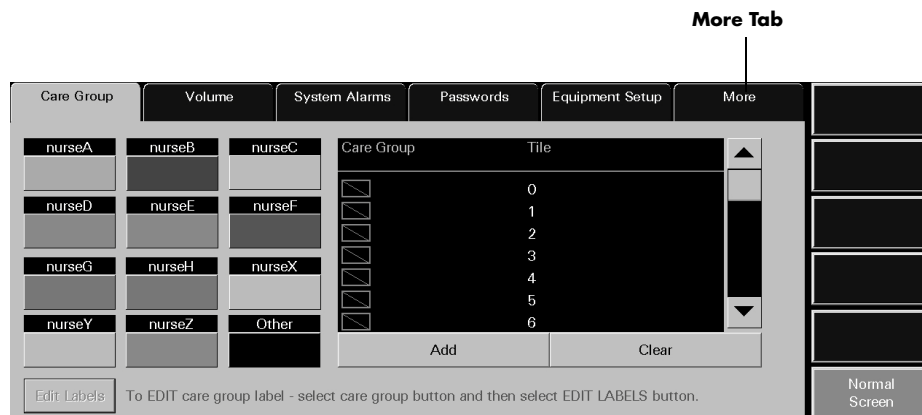 More Tab
Care Group Volume System Alarms Passwords Equipment Setup More
nurseA nurseB nurseC
nurseD nurseE nurseF
nurseG nurseH nurseX
nurseY nurseZ Other
Care Group Tile
0
1
2
3
4
5
6
Add Clear
Edit Labels To EDIT care group label - select care group button and then select EDIT LABELS button.
Normal
Screen